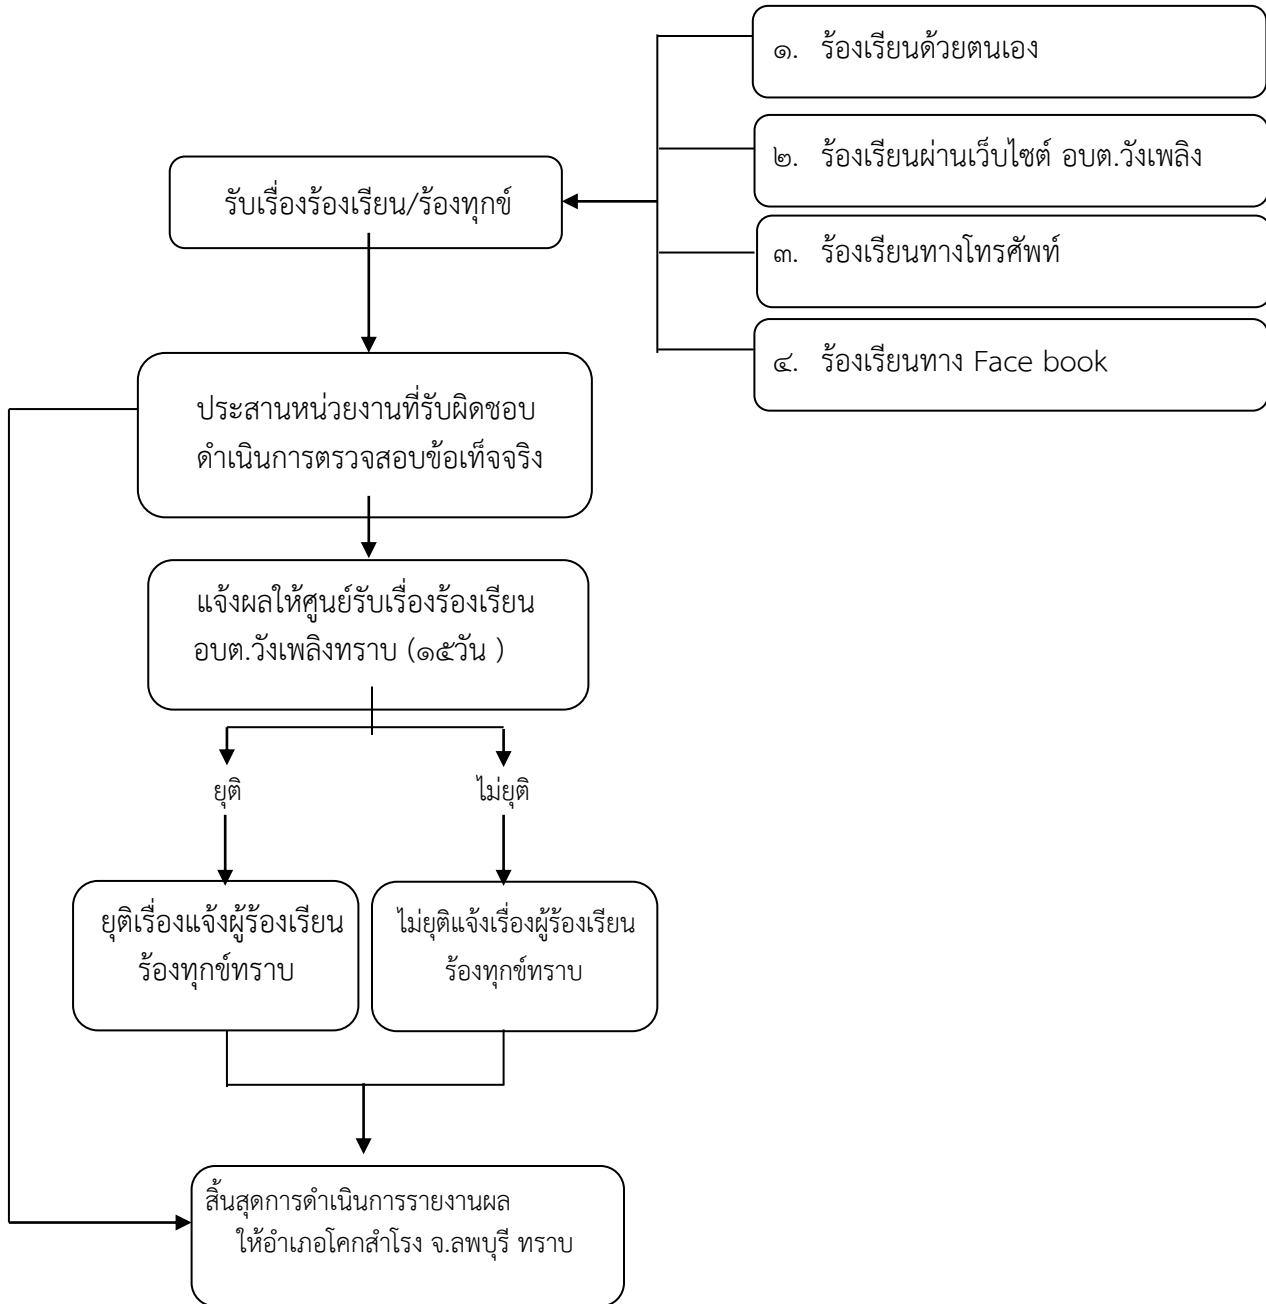 ๑. ร้องเรียนด้วยตนเอง
๒. ร้องเรียนผ่านเว็บไซต์ อบต.วังเพลิง
รับเรื่องร้องเรียน/ร้องทุกข์
๓. ร้องเรียนทางโทรศัพท์
๔. ร้องเรียนทาง Face book
ประสานหน่วยงานที่รับผิดชอบ
ดำเนินการตรวจสอบข้อเท็จจริง
แจ้งผลให้ศูนย์รับเรื่องร้องเรียน
อบต.วังเพลิงทราบ (๑๕วัน )
ยุติ
ไม่ยุติ
ยุติเรื่องแจ้งผู้ร้องเรียน
ร้องทุกข์ทราบ
ไม่ยุติแจ้งเรื่องผู้ร้องเรียน
ร้องทุกข์ทราบ
สิ้นสุดการดำเนินการรายงานผล
ให้อำเภอโคกสำโรง จ.ลพบุรี ทราบ